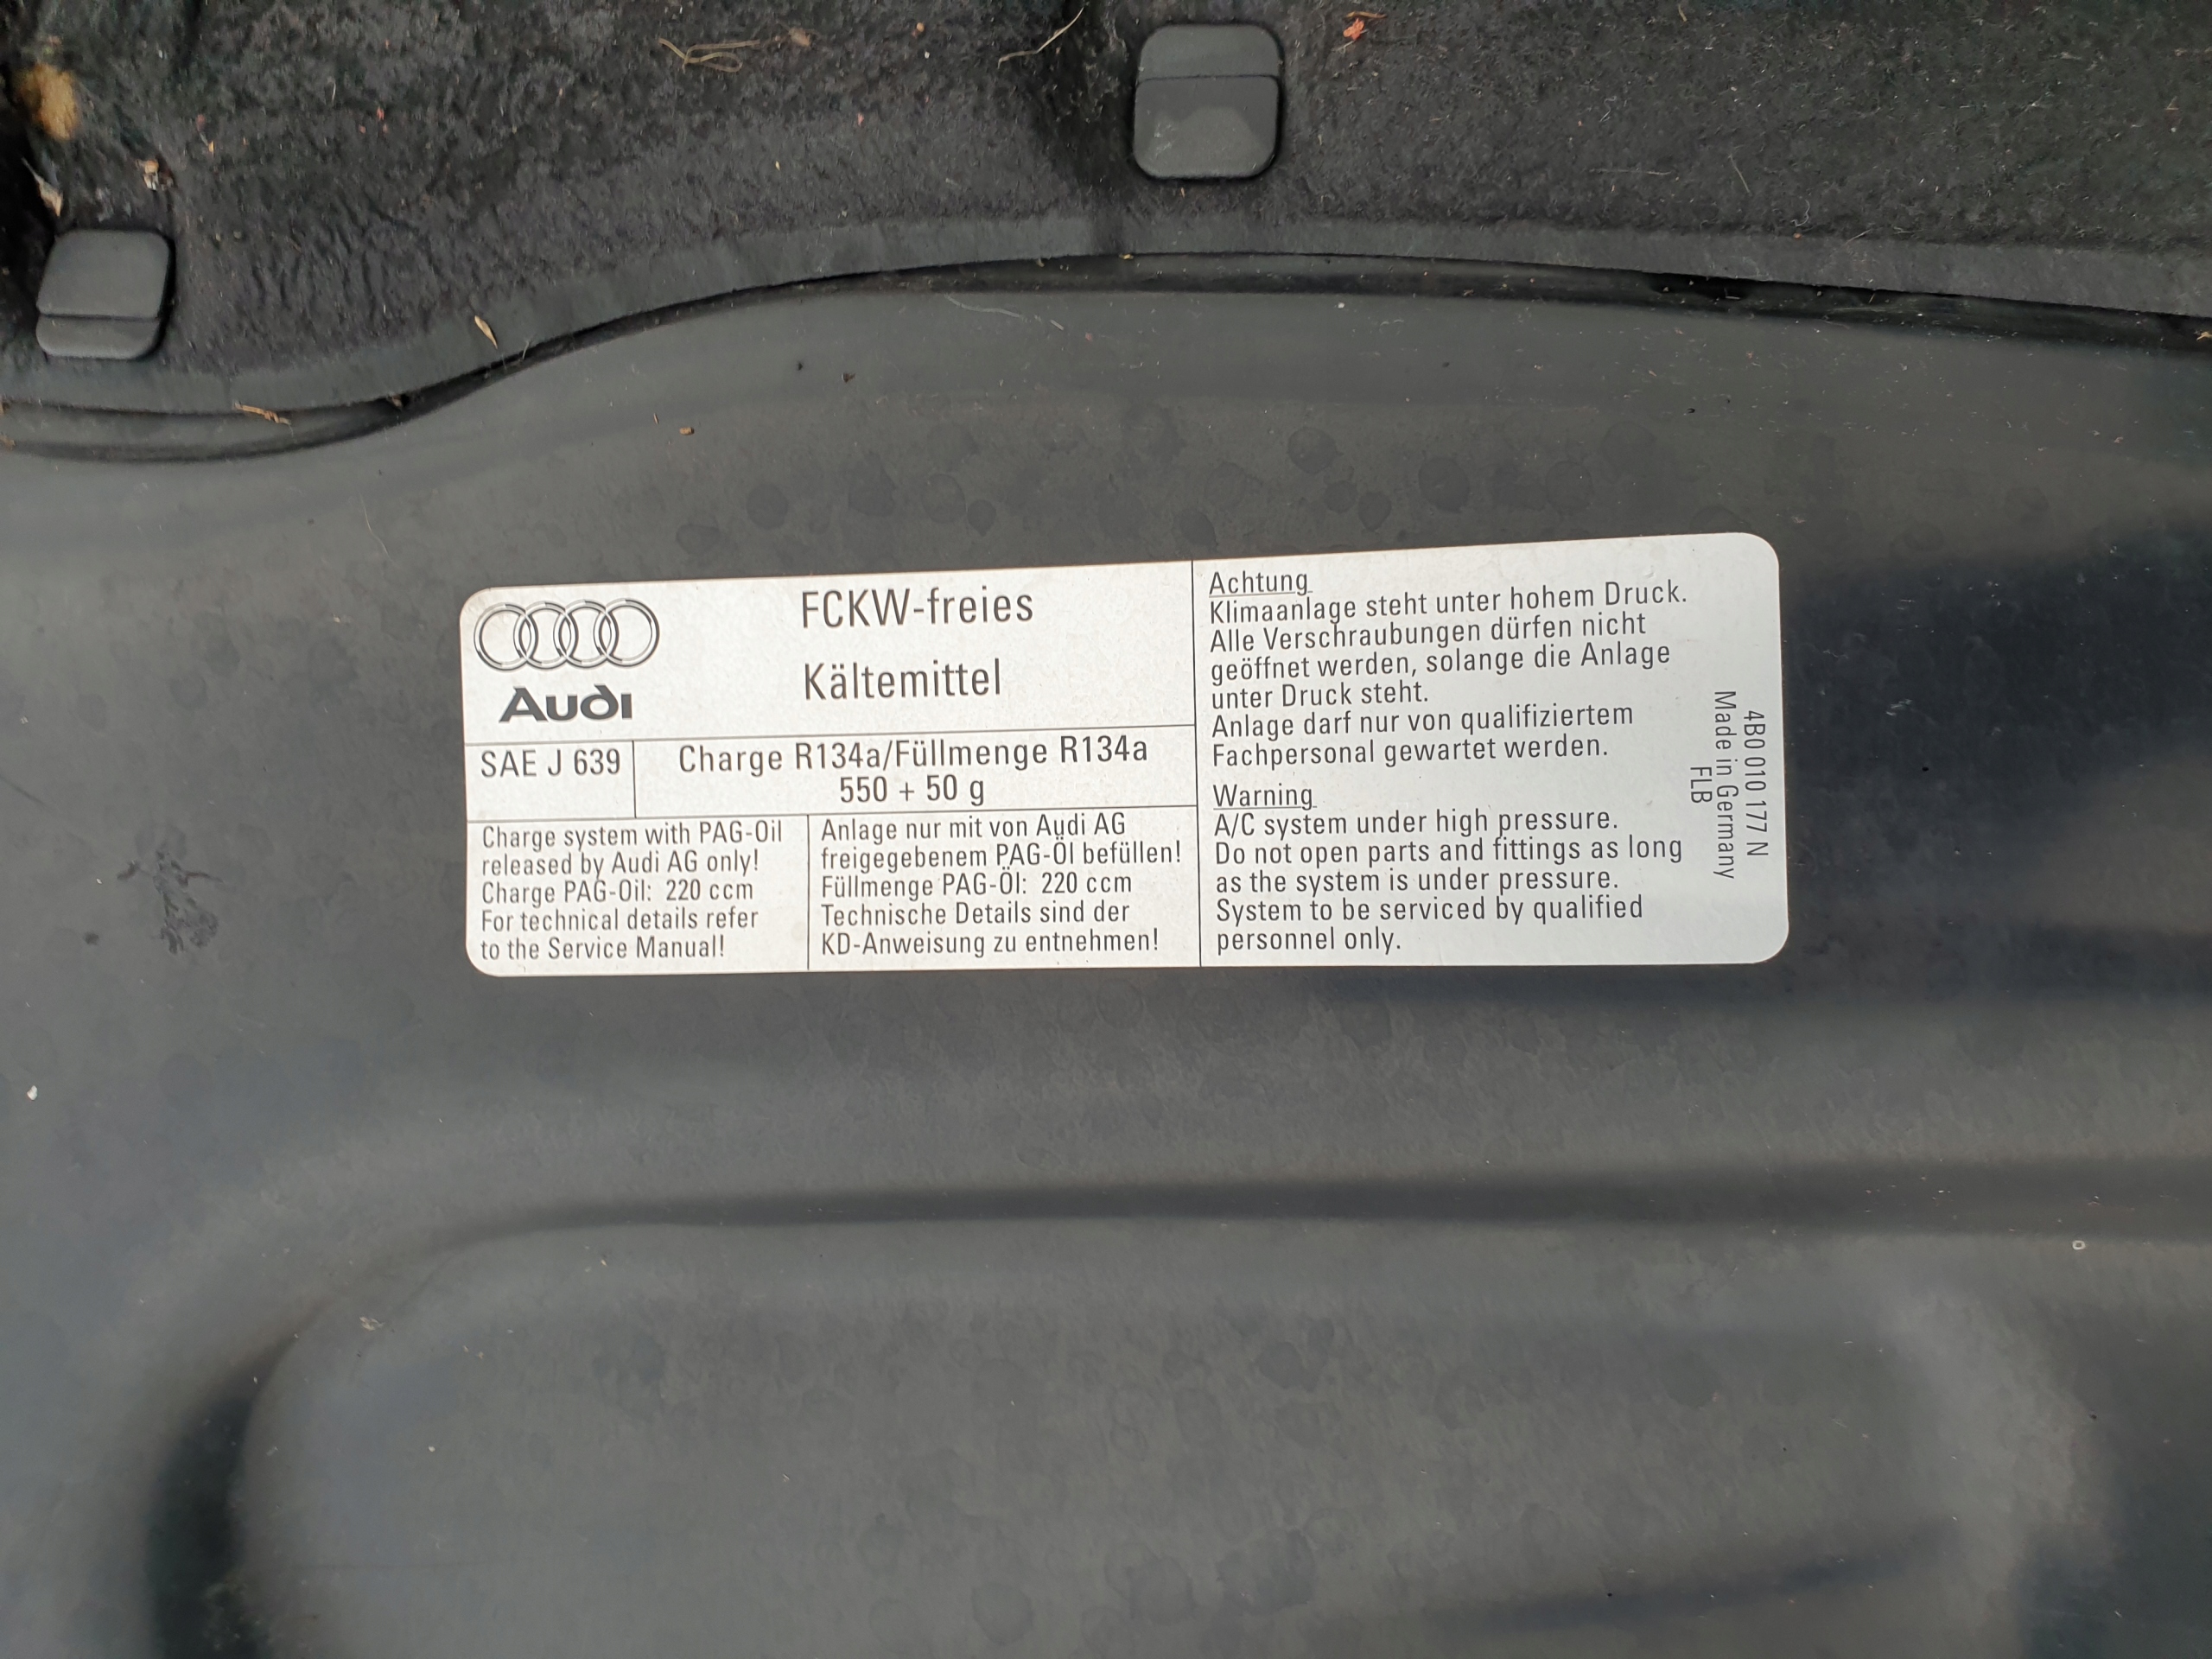 Audi
FCKW-freies
Kältemittel
SAE J 639
Charge R134a/Füllmenge R134a
550 + 50 g
Charge system with PAG-Oil
released by Audi AG only!
Charge PAG-Oil: 220 ccm
For technical details refer
to the Service Manual!
Anlage nur mit von Audi AG
freigegebenem PAG-Öl befüllen!
Füllmenge PAG-Öl: 220 ccm
Technische Details sind der
KD-Anweisung zu entnehmen!
Achtung
Klimaanlage steht unter hohem Druck.
Alle Verschraubungen dürfen nicht
geöffnet werden, solange die Anlage
unter Druck steht.
Anlage darf nur von qualifiziertem
Fachpersonal gewartet werden.
Warning
A/C system under high pressure.
Do not open parts and fittings as long
as the system is under pressure.
System to be serviced by qualified
personnel only.
4B0 010 177 N
Made in Germany
FLB